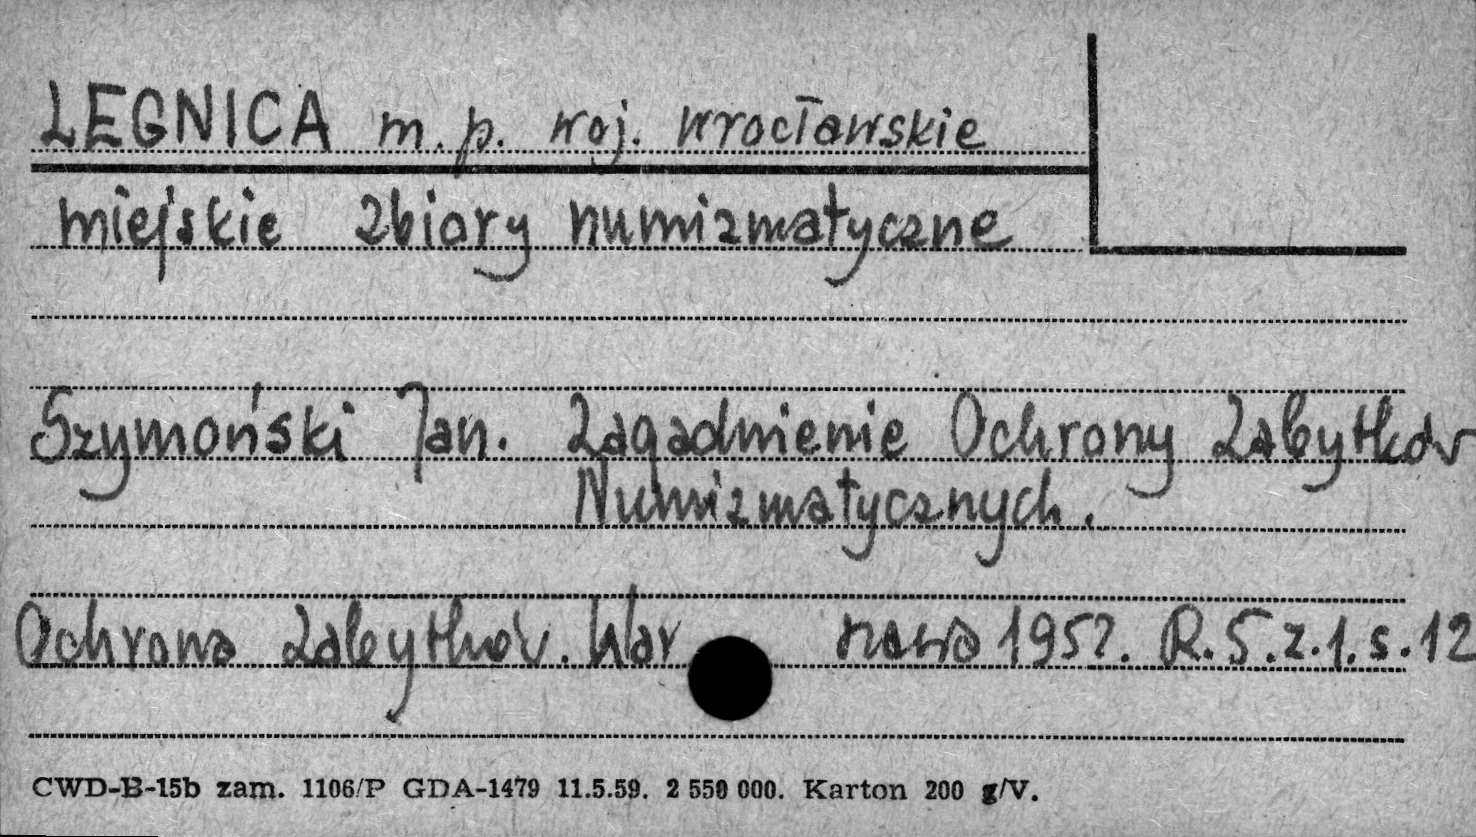 LEGNICA m. p. woj. wrocławskie
miejskie zbiory numizmatyczne
Szymoński Jan. Zagadnienie Ochrony Zabytków
Numizmatycznych.
Ochrona Zabytków. War szawa 1952. R. 5. z. 1. s. 12
CWD-B-15b zam. 1106/P GDA-1479 11.5.59. 2 550 000. Karton 200 g/V.